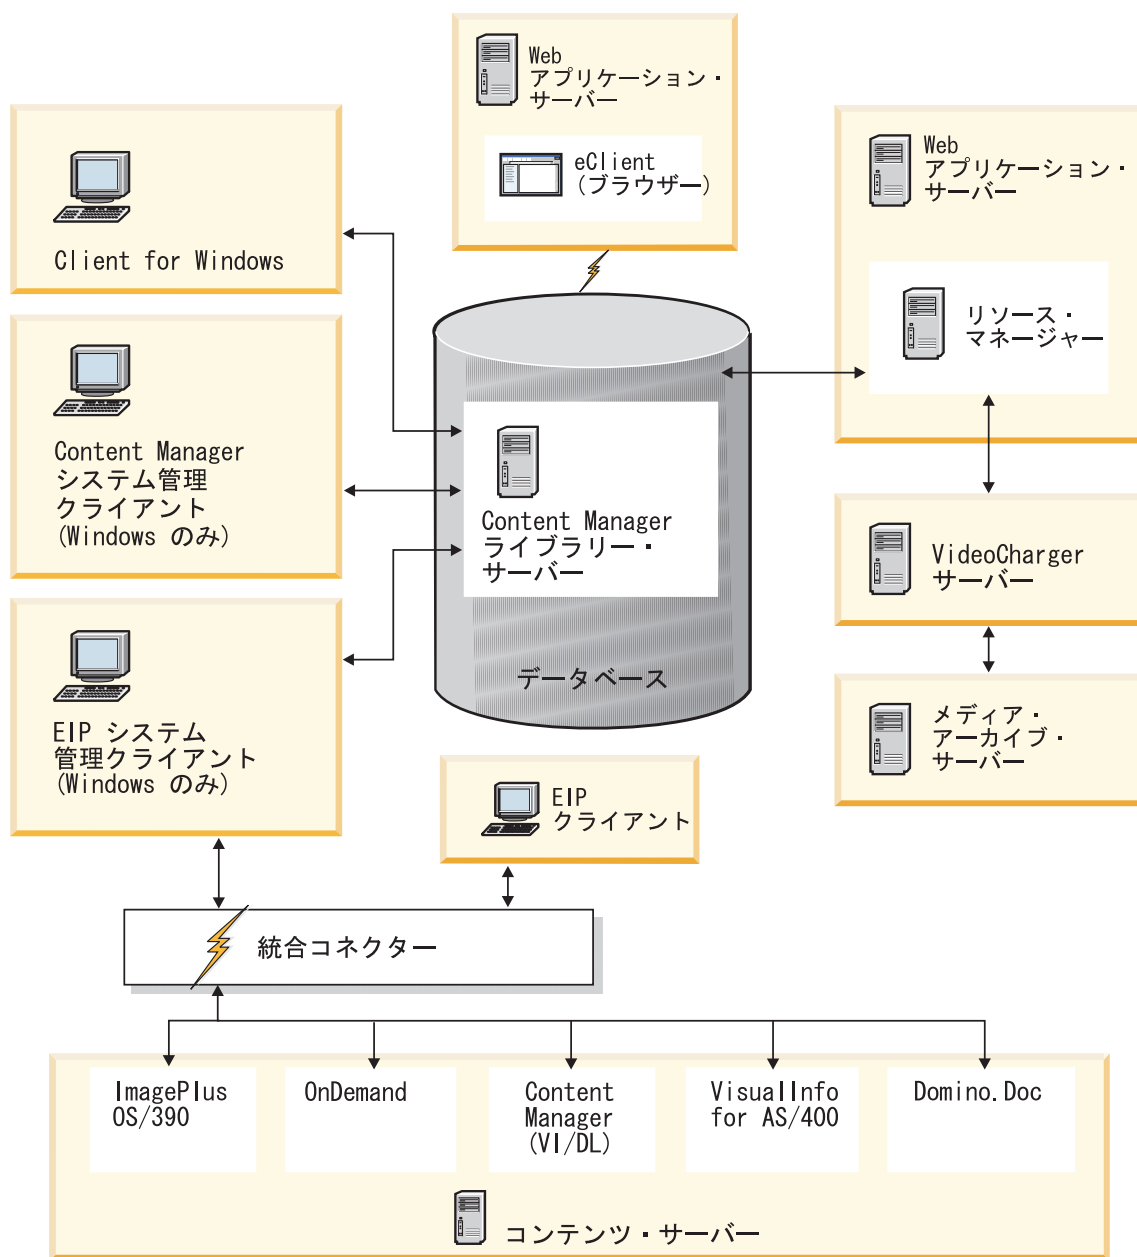 Web
アプリケーション・
サーバー
eClient
(ブラウザー)
Client for Windows
Web
アプリケーション・
サーバー
リソース・
マネージャー
Content Manager
システム管理
クライアント
(Windows のみ)
Content Manager
ライブラリー・
サーバー
データベース
VideoCharger
サーバー
EIP システム
管理クライアント
(Windows のみ)
メディア・
アーカイブ・
サーバー
EIP
クライアント
統合コネクター
ImagePlus
OS/390
OnDemand
Content
Manager
(VI/DL)
VisualInfo
for AS/400
Domino.Doc
コンテンツ・サーバー